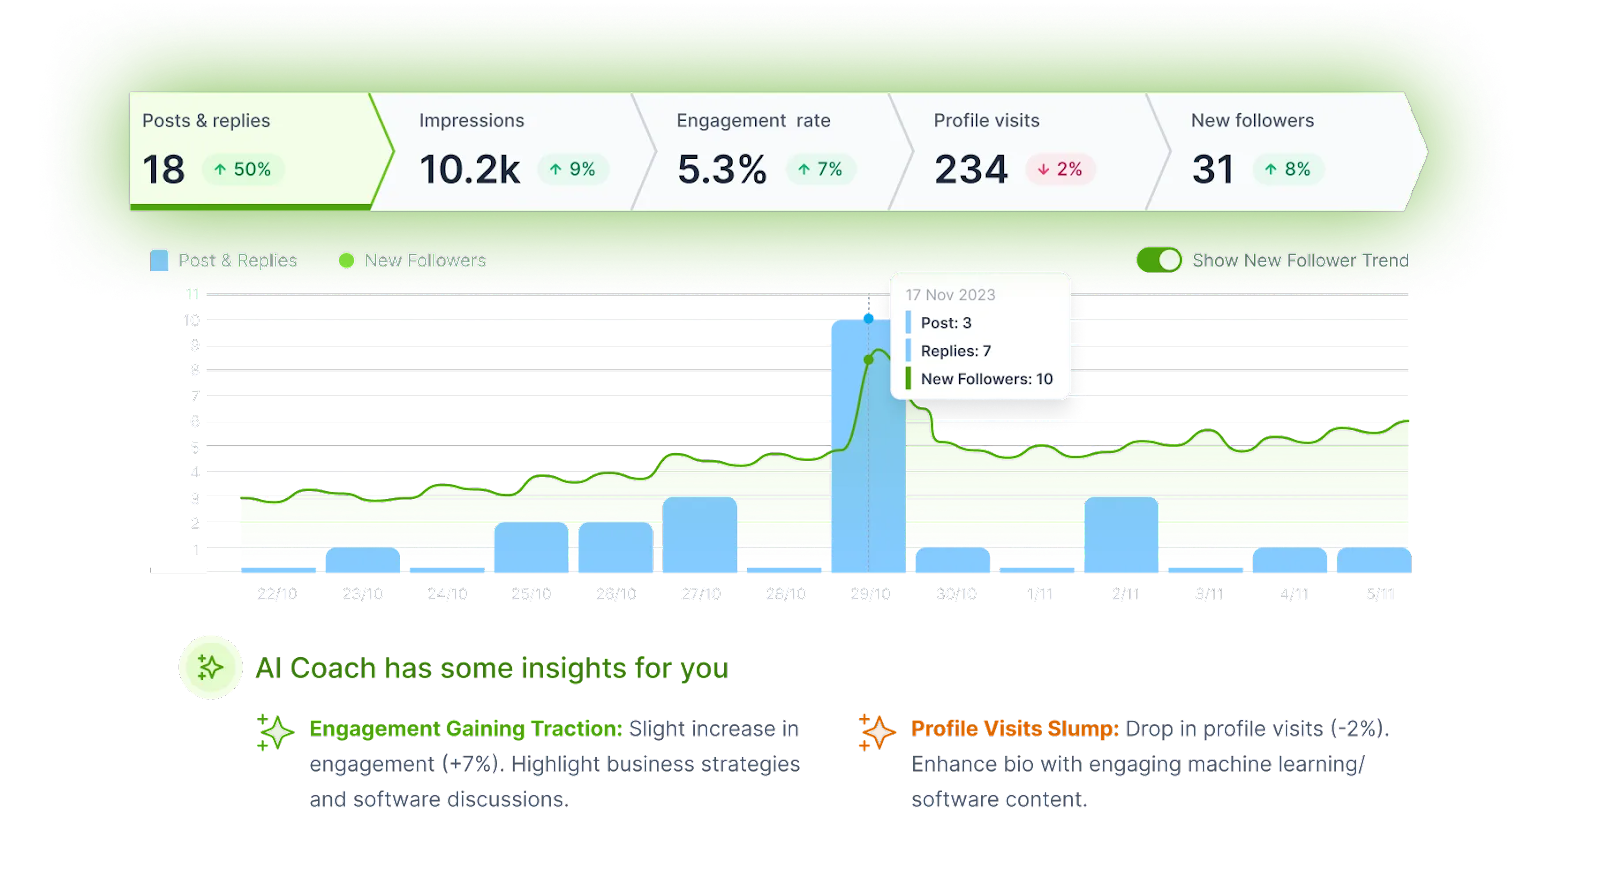 Posts & replies
18 ↑ 50%
Impressions
10.2k ↑ 9%
Engagement rate
5.3% ↑ 7%
Profile visits
234 ↓ 2%
New followers
31 ↑ 8%
Post & Replies
New Followers
Show New Follower Trend
17 Nov 2023
Post: 3
Replies: 7
New Followers: 10
11
10
9
8
7
6
5
4
3
2
1
22/10 23/10 24/10 25/10 26/10 27/10 28/10 29/10 30/10 1/11 2/11 3/11 4/11 5/11
AI Coach has some insights for you
Engagement Gaining Traction: Slight increase in
engagement (+7%). Highlight business strategies
and software discussions.
Profile Visits Slump: Drop in profile visits (-2%).
Enhance bio with engaging machine learning/
software content.